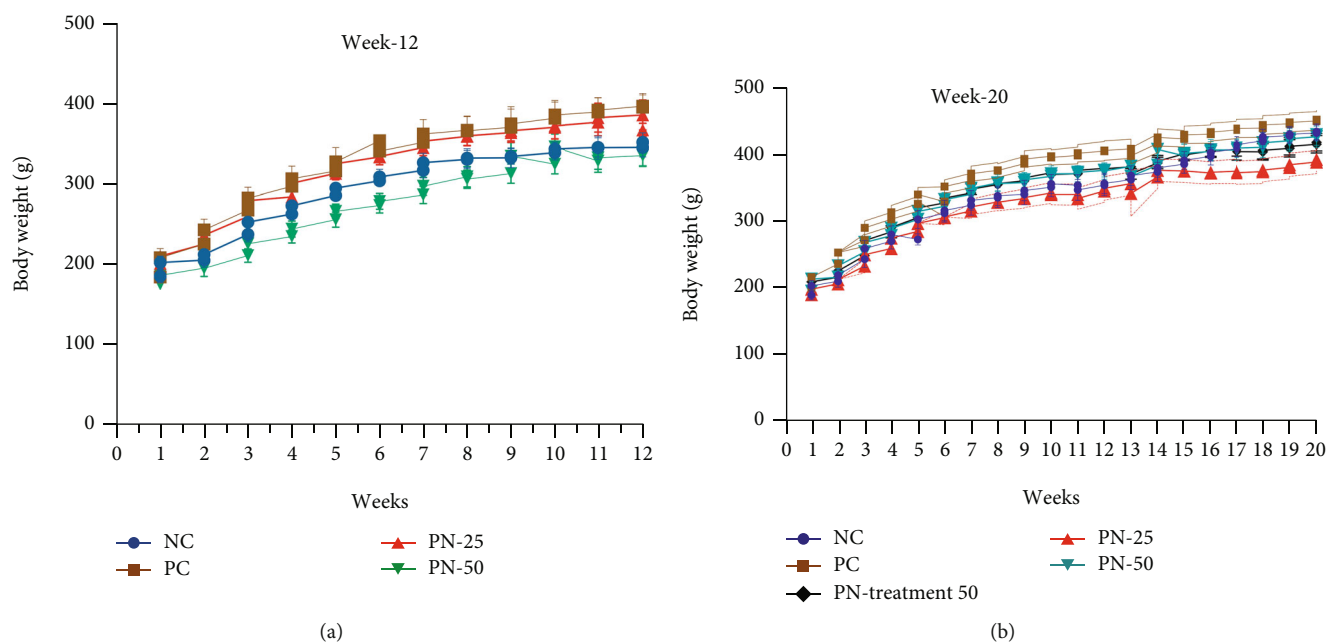 Week-12
Body weight (g)
500
400
300
200
100
0
0 1 2 3 4 5 6 7 8 9 10 11 12
Weeks
NC PN-25
PC PN-50
(a)
Week-20
Body weight (g)
500
400
300
200
100
0
0 1 2 3 4 5 6 7 8 9 10 11 12 13 14 15 16 17 18 19 20
Weeks
NC PN-25
PC PN-50
PN-treatment 50
(b)